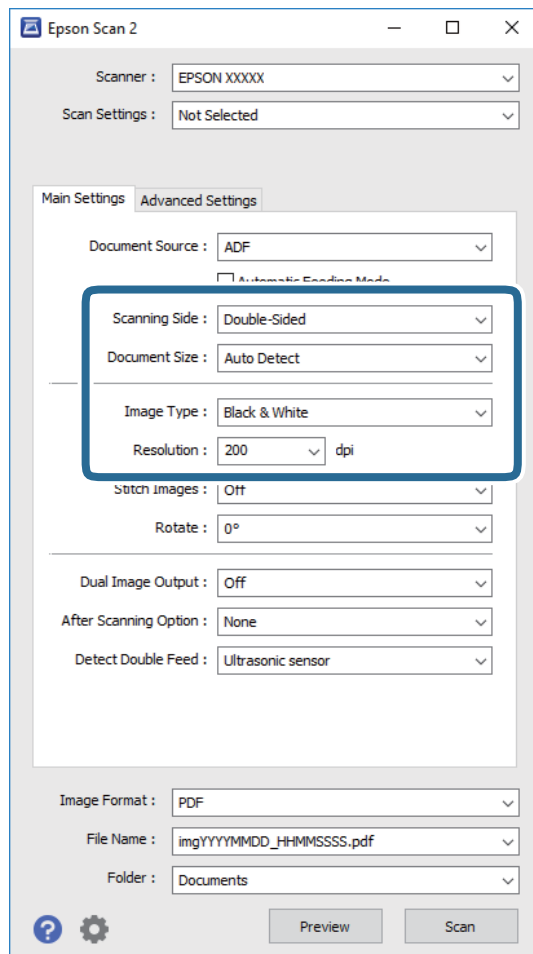 Epson Scan 2
Scanner : EPSON XXXXX
Scan Settings : Not Selected
Main Settings Advanced Settings
Document Source : ADF
Automatic Feeding Mode
Scanning Side : Double-Sided
Document Size : Auto Detect
Image Type : Black & White
Resolution : 200 dpi
Stitch Images : Off
Rotate : 0°
Dual Image Output : Off
After Scanning Option : None
Detect Double Feed : Ultrasonic sensor
Image Format : PDF
File Name : imgYYYYMMDD_HHMMSSSS.pdf
Folder : Documents
? Preview Scan